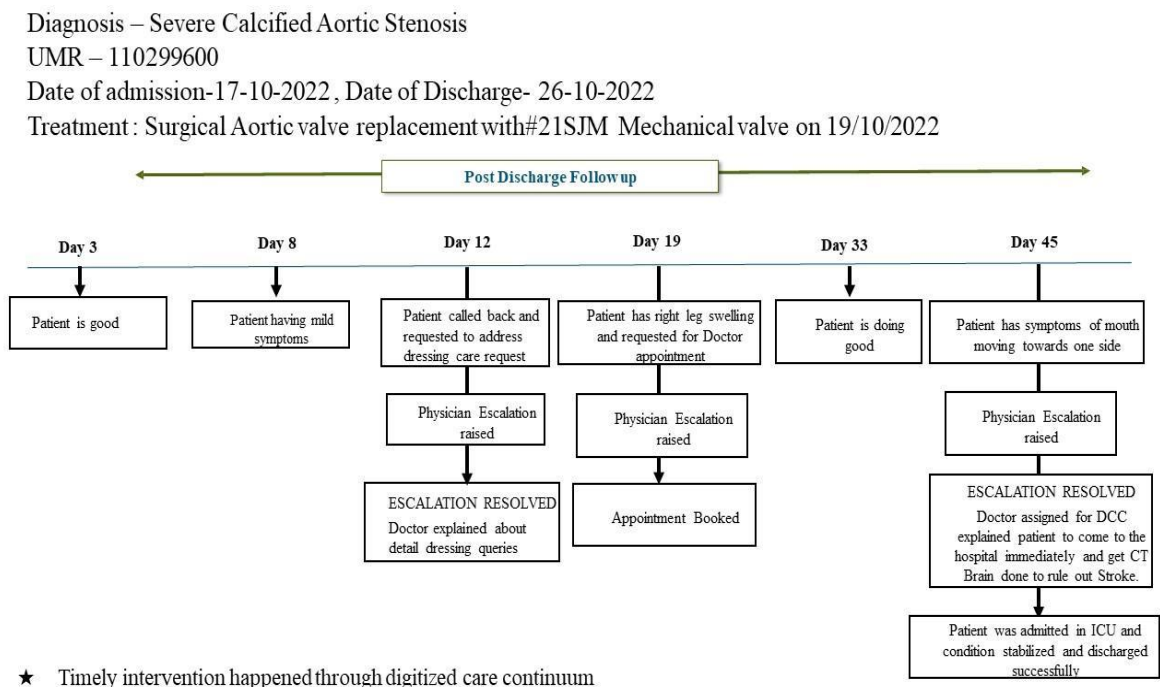 Diagnosis – Severe Calcified Aortic Stenosis
UMR – 110299600
Date of admission-17-10-2022 , Date of Discharge- 26-10-2022
Treatment : Surgical Aortic valve replacement with#21SJM Mechanical valve on 19/10/2022
Post Discharge Follow up
Day 3
Day 8
Day 12
Day 19
Day 33
Day 45
Patient is good
Patient having mild
symptoms
Patient called back and
requested to address
dressing care request
Patient has right leg swelling
and requested for Doctor
appointment
Patient is doing
good
Patient has symptoms of mouth
moving towards one side
Physician Escalation
raised
Physician Escalation
raised
Physician Escalation
raised
ESCALATION RESOLVED
Doctor explained about
detail dressing queries
Appointment Booked
ESCALATION RESOLVED
Doctor assigned for DCC
explained patient to come to the
hospital immediately and get CT
Brain done to rule out Stroke.
Patient was admitted in ICU and
condition stabilized and discharged
successfully
★ Timely intervention happened through digitized care continuum